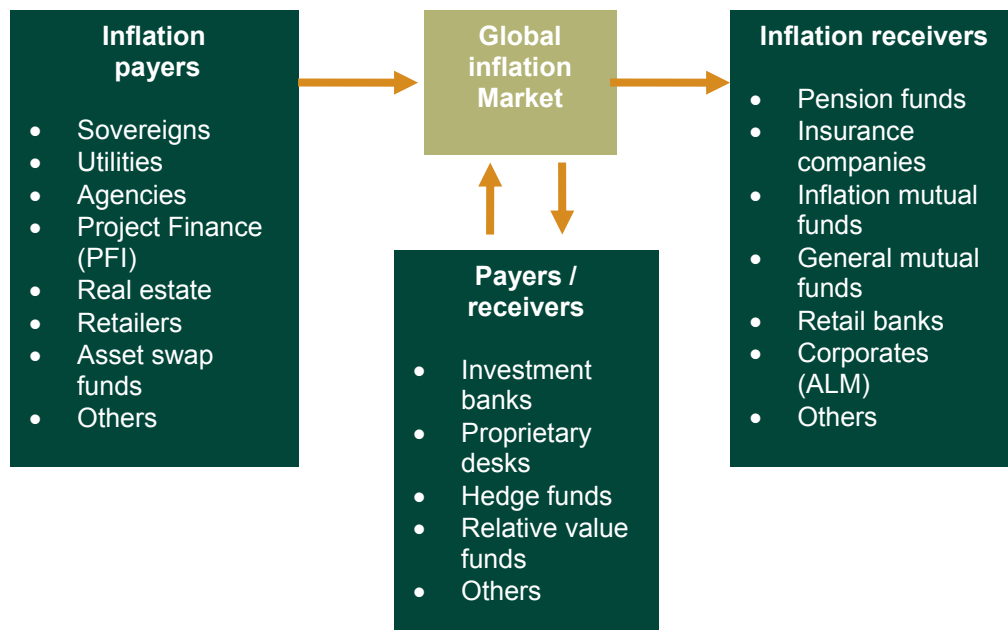 Inflation
payers
• Sovereigns
• Utilities
• Agencies
• Project Finance
(PFI)
• Real estate
• Retailers
• Asset swap
funds
• Others
Global
inflation
Market
Payers /
receivers
• Investment
banks
• Proprietary
desks
• Hedge funds
• Relative value
funds
• Others
Inflation receivers
• Pension funds
• Insurance
companies
• Inflation mutual
funds
• General mutual
funds
• Retail banks
• Corporates
(ALM)
• Others